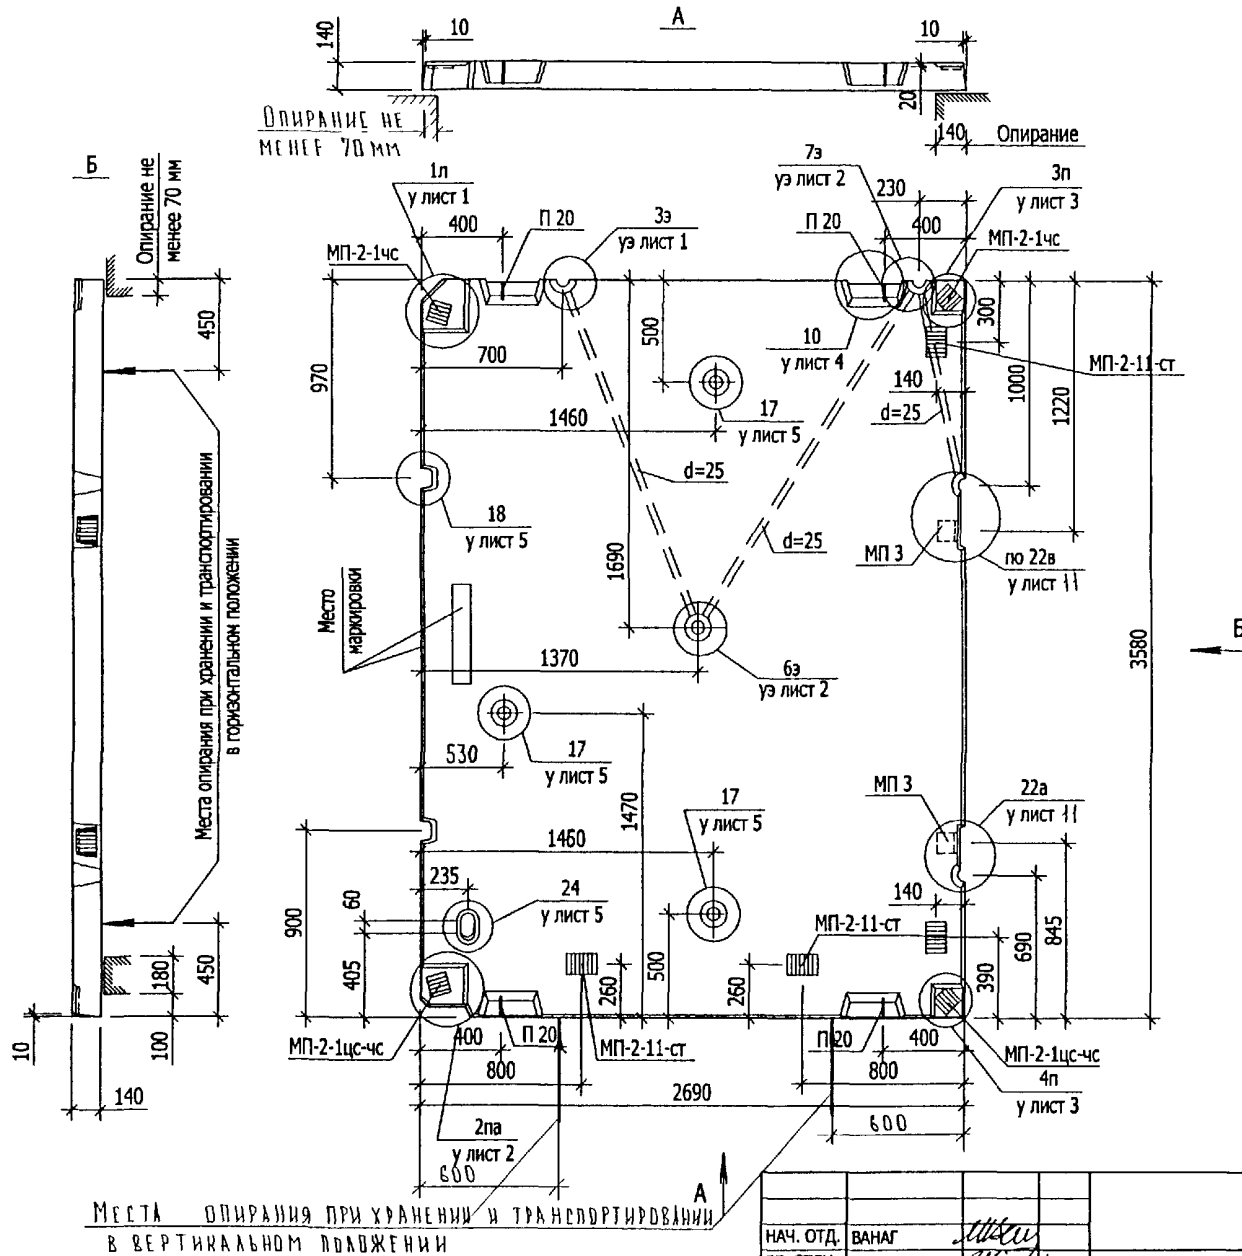 А
10
10
140
20
ОПИРАНИЕ НЕ
МЕНЕЕ 70 ММ
140
Опирание
Б
Опирание не
менее 70 мм
1л
у лист 1
7э
уэ лист 2
230
3п
у лист 3
400
П 20
3э
уэ лист 1
П 20
400
МП-2-1чс
МП-2-1чс
450
970
700
500
10
у лист 4
300
МП-2-11-ст
140
1000
1220
1460
17
у лист 5
d=25
d=25
18
у лист 5
d=25
1690
МП 3
по 22в
у лист 11
Места опирания при хранении и транспортировании
в горизонтальном положении
Место
маркировки
3580
Б
1370
6э
уэ лист 2
530
17
у лист 5
1470
17
у лист 5
МП 3
22а
у лист 11
1460
900
60
235
24
у лист 5
140
405
МП-2-11-ст
500
260
260
390
690
845
180
450
10
100
МП-2-1цс-чс
400
П 20
МП-2-11-ст
П 20
400
МП-2-1цс-чс
800
800
4п
у лист 3
140
2690
2па
у лист 2
600
600
А
МЕСТА ОПИРАНИЯ ПРИ ХРАНЕНИИ И ТРАНСПОРТИРОВАНИИ
В ВЕРТИКАЛЬНОМ ПОЛОЖЕНИИ
НАЧ. ОТД. ВАНАГ